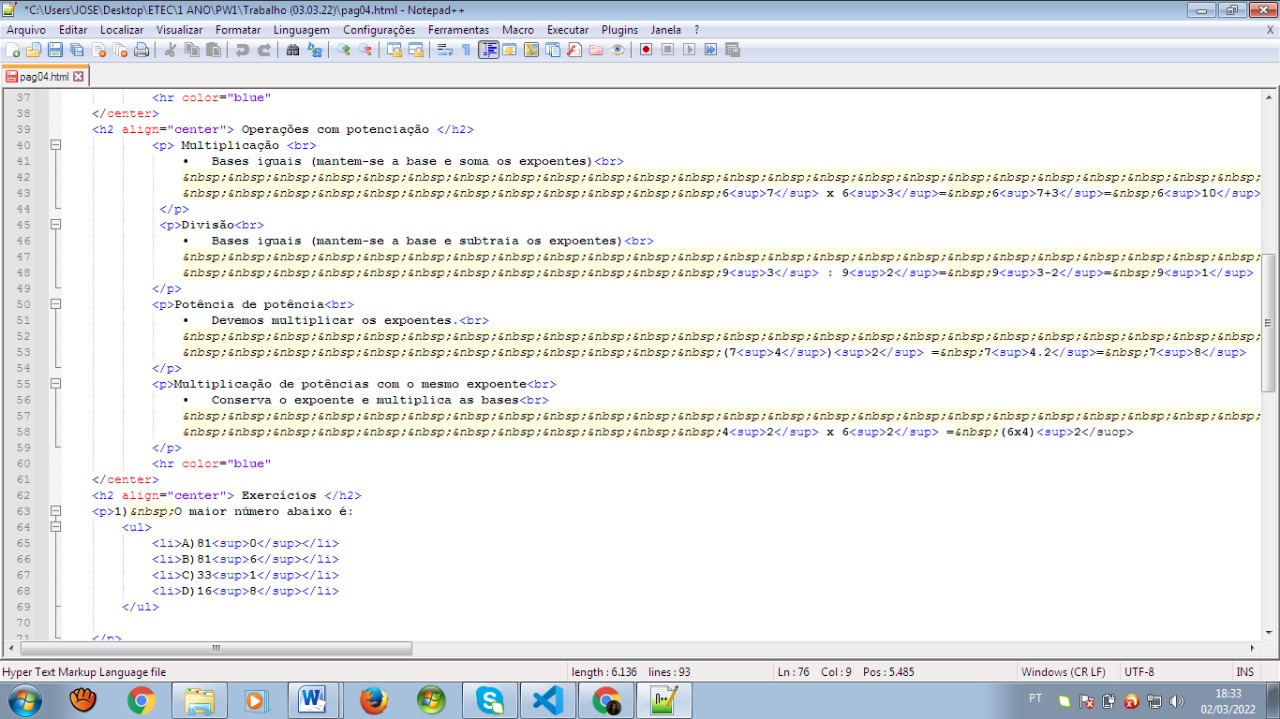 *C:\Users\JOSE\Desktop\ETEC\1 ANO\PW1\Trabalho (03.03.22)\pag04.html - Notepad++
Arquivo Editar Localizar Visualizar Formatar Linguagem Configurações Ferramentas Macro Executar Plugins Janela ? X
pag04.html
37 <hr color="blue"
38 </center>
39 <h2 align="center"> Operações com potenciação </h2>
40 <p> Multiplicação <br>
41 • Bases iguais (mantem-se a base e soma os expoentes)<br>
42 &nbsp;&nbsp;&nbsp;&nbsp;&nbsp;&nbsp;&nbsp;&nbsp;&nbsp;&nbsp;&nbsp;&nbsp;&nbsp;&nbsp;&nbsp;&nbsp;&nbsp;&nbsp;&nbsp;&nbsp;&nbsp;&nbsp;&nbsp;&nbsp;
43 &nbsp;&nbsp;&nbsp;&nbsp;&nbsp;&nbsp;&nbsp;&nbsp;&nbsp;&nbsp;&nbsp;&nbsp;6<sup>7</sup> x 6<sup>3</sup>=&nbsp;6<sup>7+3</sup>=&nbsp;6<sup>10</sup>
44 </p>
45 <p>Divisão<br>
46 • Bases iguais (mantem-se a base e subtraia os expoentes)<br>
47 &nbsp;&nbsp;&nbsp;&nbsp;&nbsp;&nbsp;&nbsp;&nbsp;&nbsp;&nbsp;&nbsp;&nbsp;&nbsp;&nbsp;&nbsp;&nbsp;&nbsp;&nbsp;&nbsp;&nbsp;&nbsp;&nbsp;&nbsp;&nbsp;
48 &nbsp;&nbsp;&nbsp;&nbsp;&nbsp;&nbsp;&nbsp;&nbsp;&nbsp;&nbsp;&nbsp;&nbsp;9<sup>3</sup> : 9<sup>2</sup>=&nbsp;9<sup>3-2</sup>=&nbsp;9<sup>1</sup>
49 </p>
50 <p>Potência de potência<br>
51 • Devemos multiplicar os expoentes.<br>
52 &nbsp;&nbsp;&nbsp;&nbsp;&nbsp;&nbsp;&nbsp;&nbsp;&nbsp;&nbsp;&nbsp;&nbsp;&nbsp;&nbsp;&nbsp;&nbsp;&nbsp;&nbsp;&nbsp;&nbsp;&nbsp;&nbsp;&nbsp;&nbsp;
53 &nbsp;&nbsp;&nbsp;&nbsp;&nbsp;&nbsp;&nbsp;&nbsp;&nbsp;&nbsp;&nbsp;&nbsp;(7<sup>4</sup>)<sup>2</sup> =&nbsp;7<sup>4.2</sup>=&nbsp;7<sup>8</sup>
54 </p>
55 <p>Multiplicação de potências com o mesmo expoente<br>
56 • Conserva o expoente e multiplica as bases<br>
57 &nbsp;&nbsp;&nbsp;&nbsp;&nbsp;&nbsp;&nbsp;&nbsp;&nbsp;&nbsp;&nbsp;&nbsp;&nbsp;&nbsp;&nbsp;&nbsp;&nbsp;&nbsp;&nbsp;&nbsp;&nbsp;&nbsp;&nbsp;&nbsp;
58 &nbsp;&nbsp;&nbsp;&nbsp;&nbsp;&nbsp;&nbsp;&nbsp;&nbsp;&nbsp;&nbsp;&nbsp;4<sup>2</sup> x 6<sup>2</sup> =&nbsp;(6x4)<sup>2</suop>
59 </p>
60 <hr color="blue"
61 </center>
62 <h2 align="center"> Exercícios </h2>
63 <p>1)&nbsp;O maior número abaixo é:
64 <ul>
65 <li>A)81<sup>0</sup></li>
66 <li>B)81<sup>6</sup></li>
67 <li>C)33<sup>1</sup></li>
68 <li>D)16<sup>8</sup></li>
69 </ul>
70
71 </p>
Hyper Text Markup Language file length : 6.136 lines : 93 Ln : 76 Col : 9 Pos : 5.485 Windows (CR LF) UTF-8 INS
PT 18:33
02/03/2022